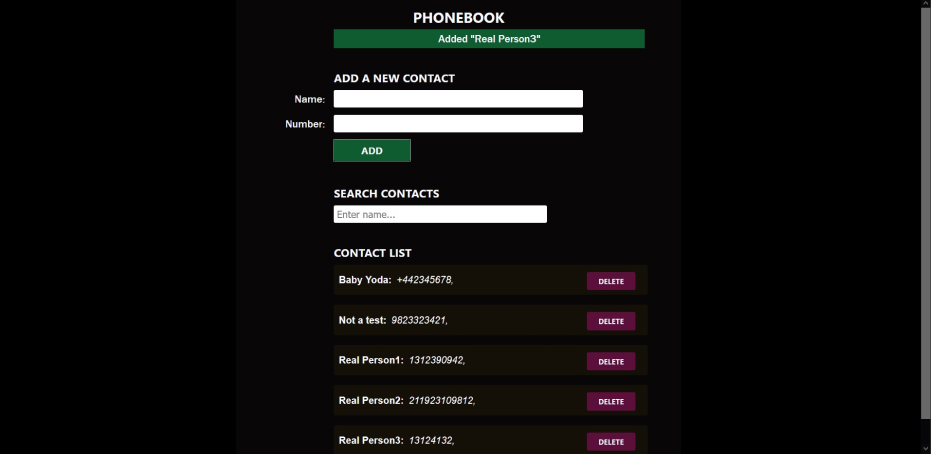 PHONEBOOK
Added "Real Person3"
ADD A NEW CONTACT
Name:
Number:
ADD
SEARCH CONTACTS
Enter name...
CONTACT LIST
Baby Yoda: +442345678, DELETE
Not a test: 9823323421, DELETE
Real Person1: 1312390942, DELETE
Real Person2: 211923109812, DELETE
Real Person3: 13124132, DELETE